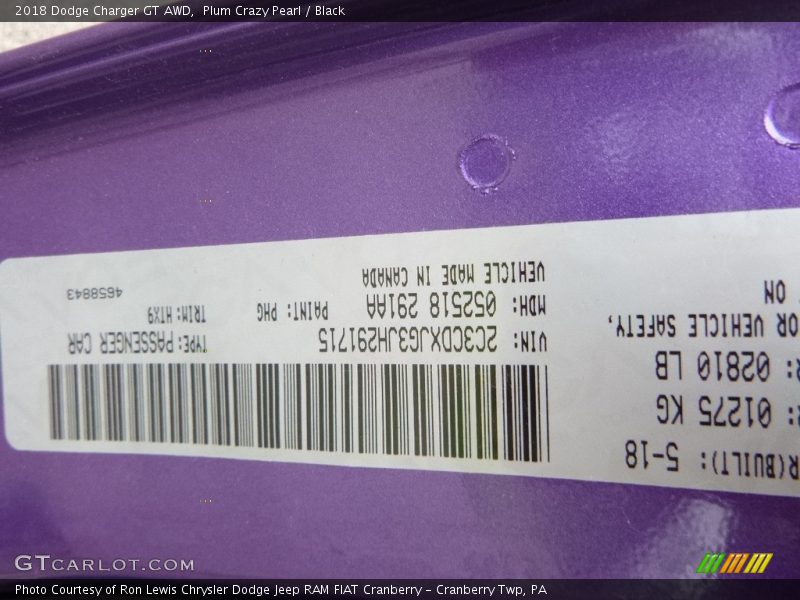 2018 Dodge Charger GT AWD,  Plum Crazy Pearl / Black
R(BUILT): 5-18
: 01275 KG
: 02810 LB
OR VEHICLE SAFETY,
ON
VIN: 2C3CDXJG3JH291715
TYPE: PASSENGER CAR
MDH: 052518 291AA
PAINT: PHG
TRIM: HTX9
VEHICLE MADE IN CANADA
4658843
GTCARLOT.COM
Photo Courtesy of Ron Lewis Chrysler Dodge Jeep RAM FIAT Cranberry – Cranberry Twp, PA